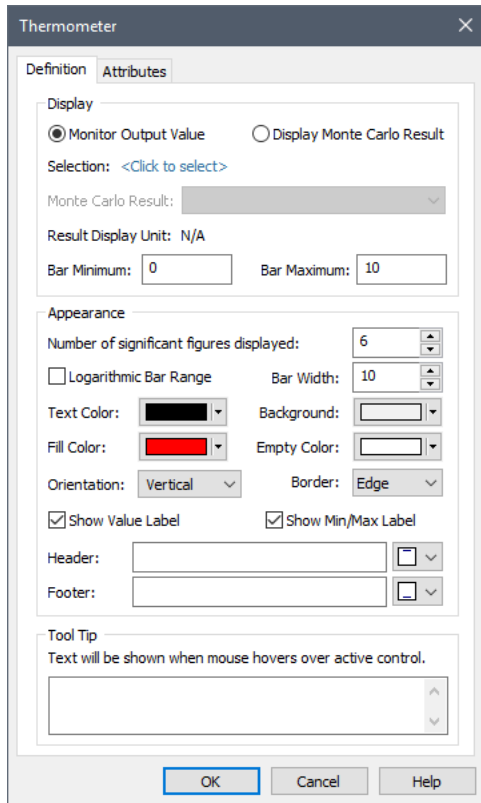 Thermometer
Definition Attributes
Display
Monitor Output Value Display Monte Carlo Result
Selection: <Click to select>
Monte Carlo Result:
Result Display Unit: N/A
Bar Minimum: 0 Bar Maximum: 10
Appearance
Number of significant figures displayed: 6
Logarithmic Bar Range Bar Width: 10
Text Color: Background:
Fill Color: Empty Color:
Orientation: Vertical Border: Edge
Show Value Label Show Min/Max Label
Header:
Footer:
Tool Tip
Text will be shown when mouse hovers over active control.
OK Cancel Help